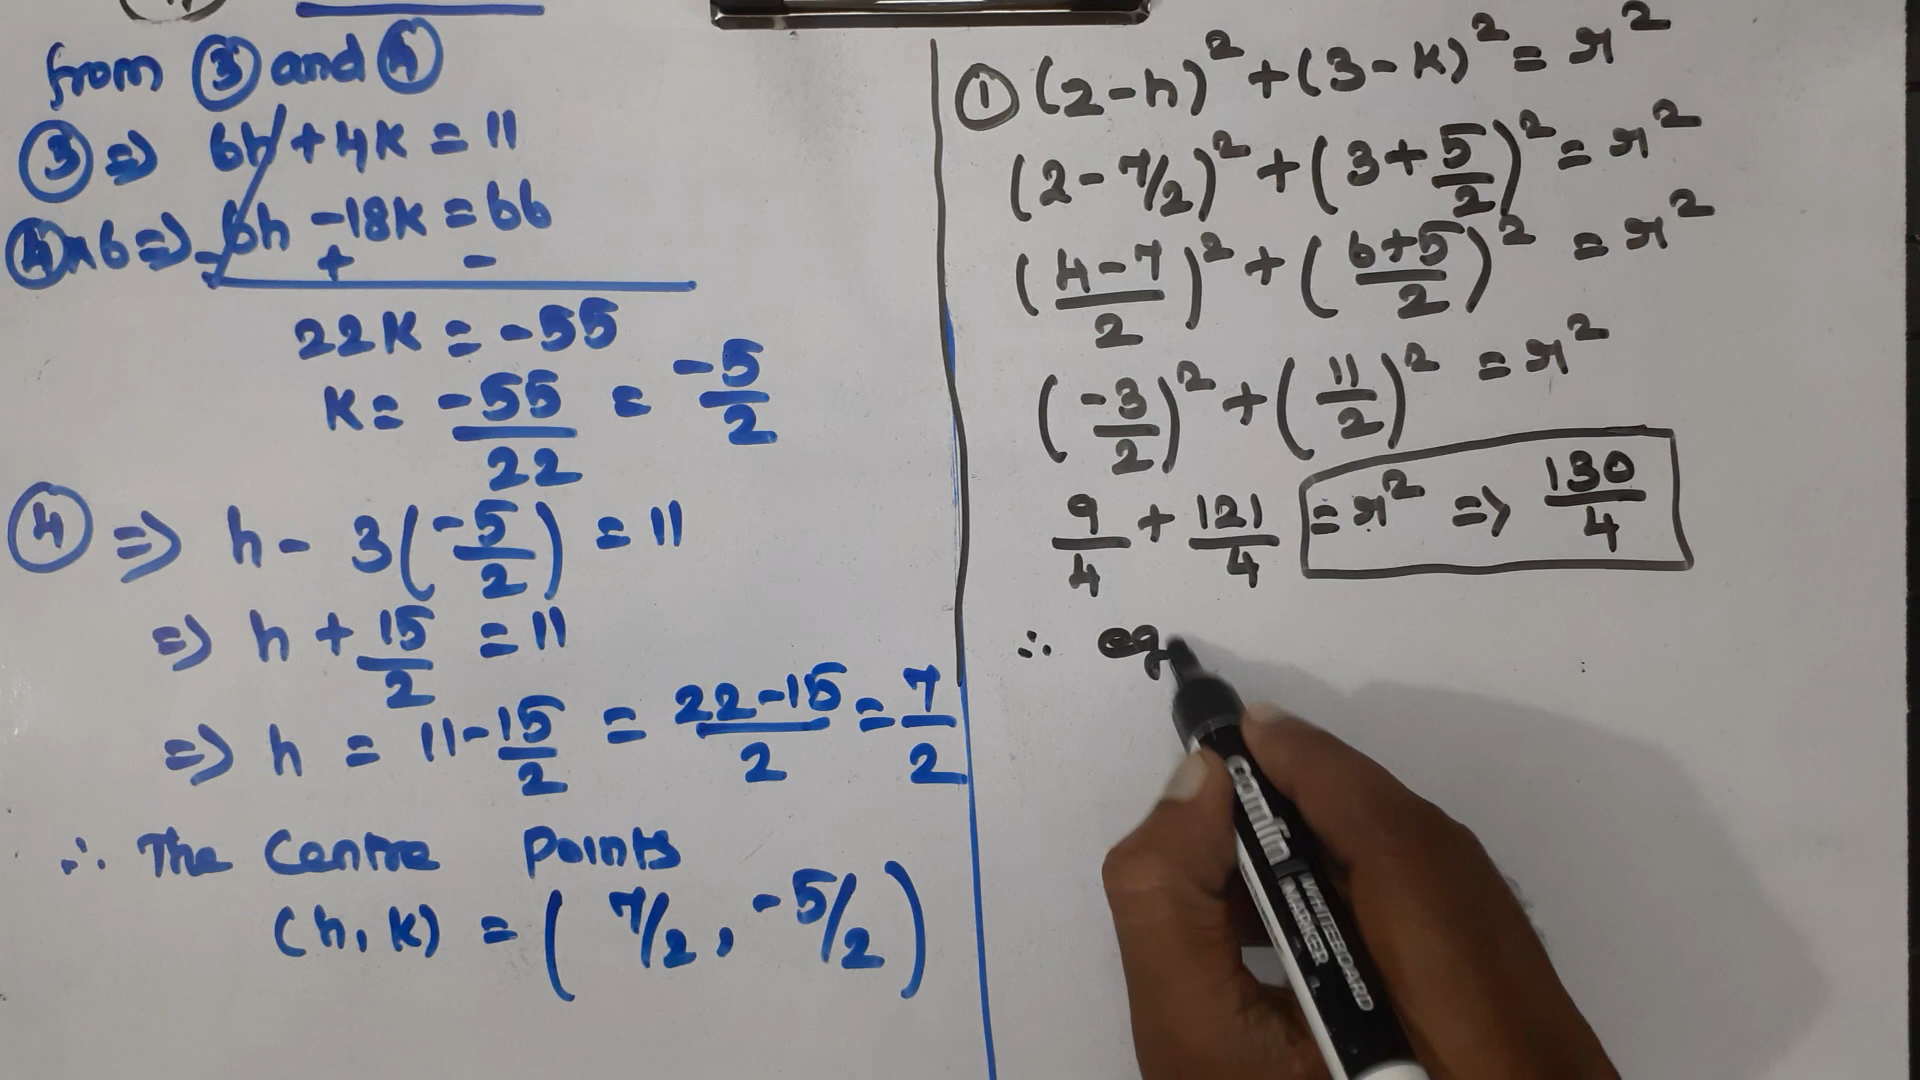 from ③ and ④
③ => 6h + 4k = 11
④×6 => 6h - 18k = 66
- + -
22k = -55
k = -55/22 = -5/2
④ => h - 3(-5/2) = 11
=> h + 15/2 = 11
=> h = 11 - 15/2 = 22-15/2 = 7/2
∴ The Centre Points
(h, k) = (7/2, -5/2)
① (2-h)² + (3-k)² = r²
(2 - 7/2)² + (3 + 5/2)² = r²
(4-7/2)² + (6+5/2)² = r²
(-3/2)² + (11/2)² = r²
9/4 + 121/4 = r² => 130/4
∴ eq
camlin
WHITEBOARD
MARKER